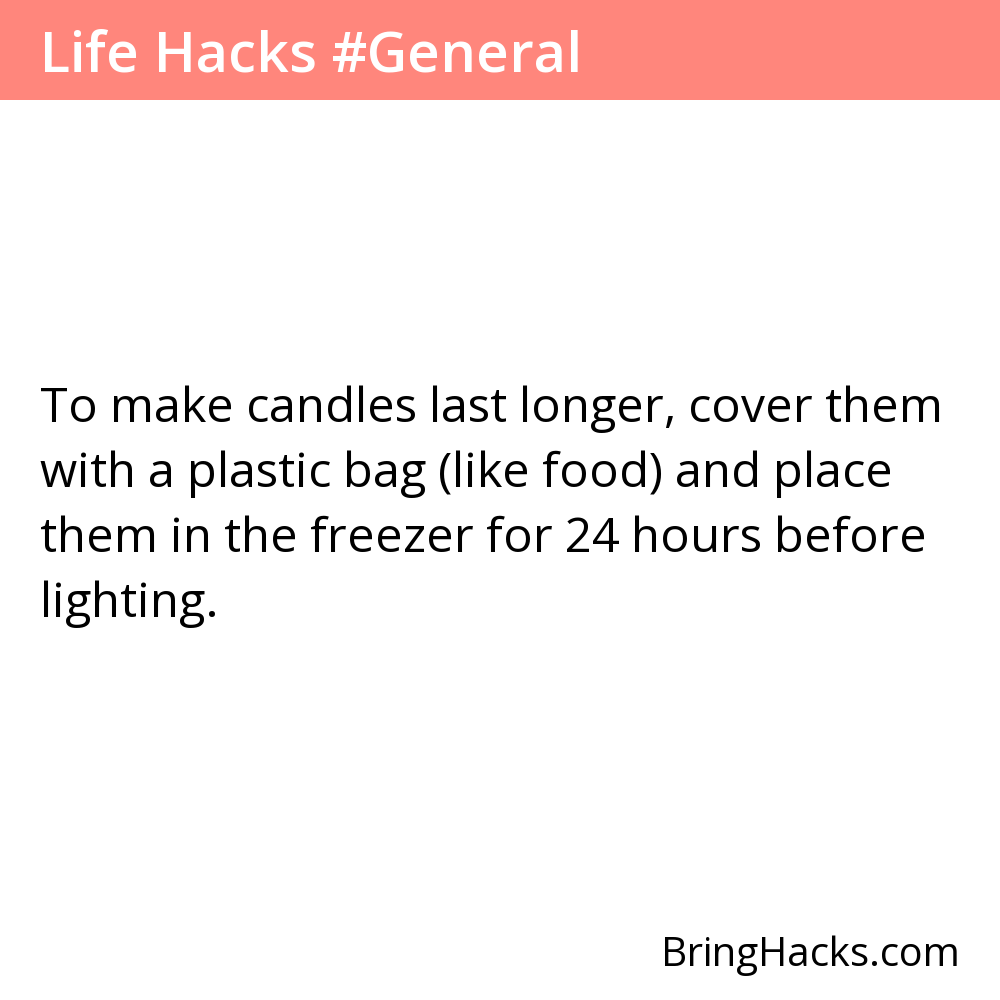 Life Hacks #General
To make candles last longer, cover them
with a plastic bag (like food) and place
them in the freezer for 24 hours before
lighting.
BringHacks.com